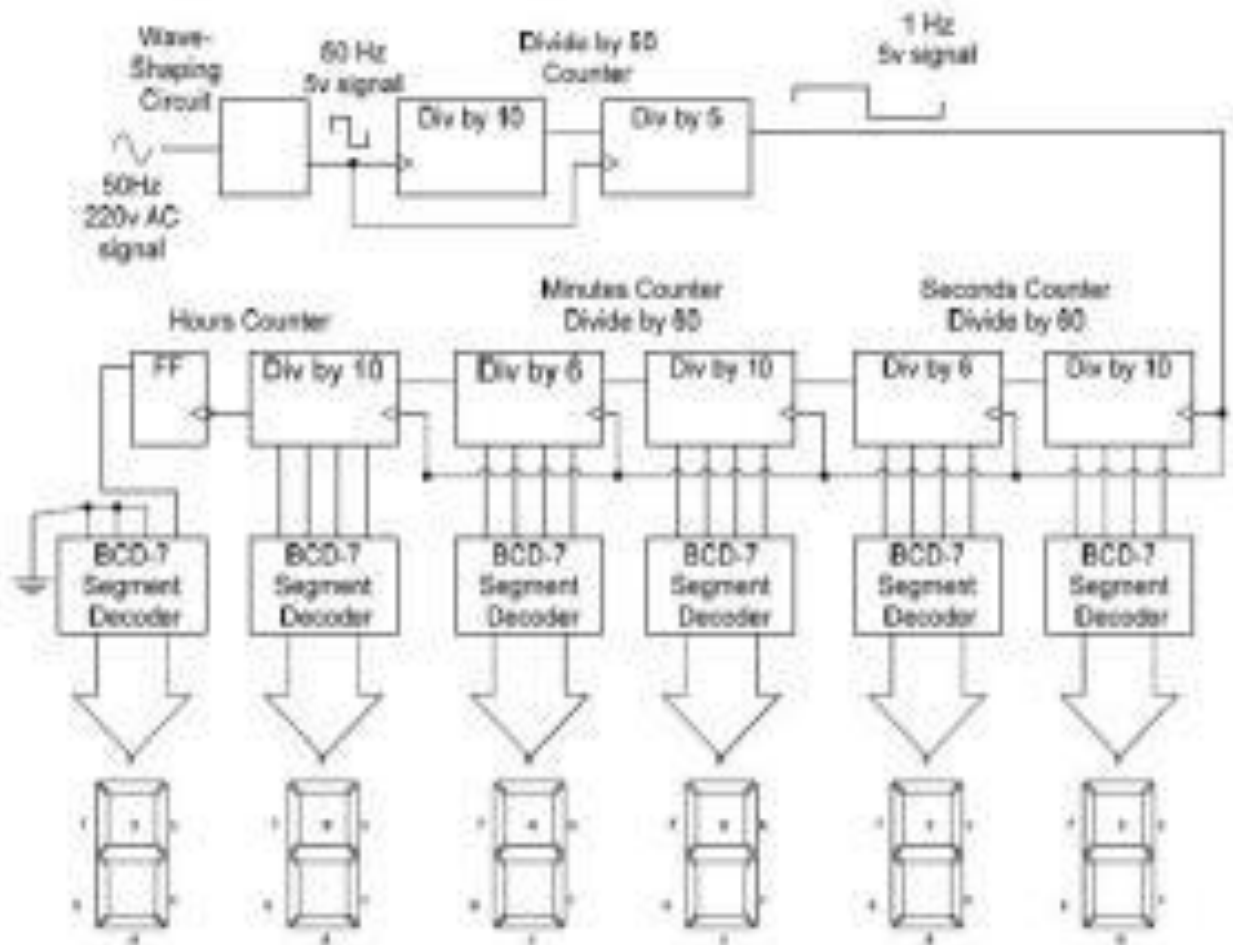 Wave-
Shaping
Circuit
50 Hz
5v signal
Divide by 50
Counter
1 Hz
5v signal
Div by 10
Div by 5
50Hz
220v AC
signal
Hours Counter
Minutes Counter
Divide by 60
Seconds Counter
Divide by 60
FF
Div by 10
Div by 6
Div by 10
Div by 6
Div by 10
BCD-7
Segment
Decoder
BCD-7
Segment
Decoder
BCD-7
Segment
Decoder
BCD-7
Segment
Decoder
BCD-7
Segment
Decoder
BCD-7
Segment
Decoder